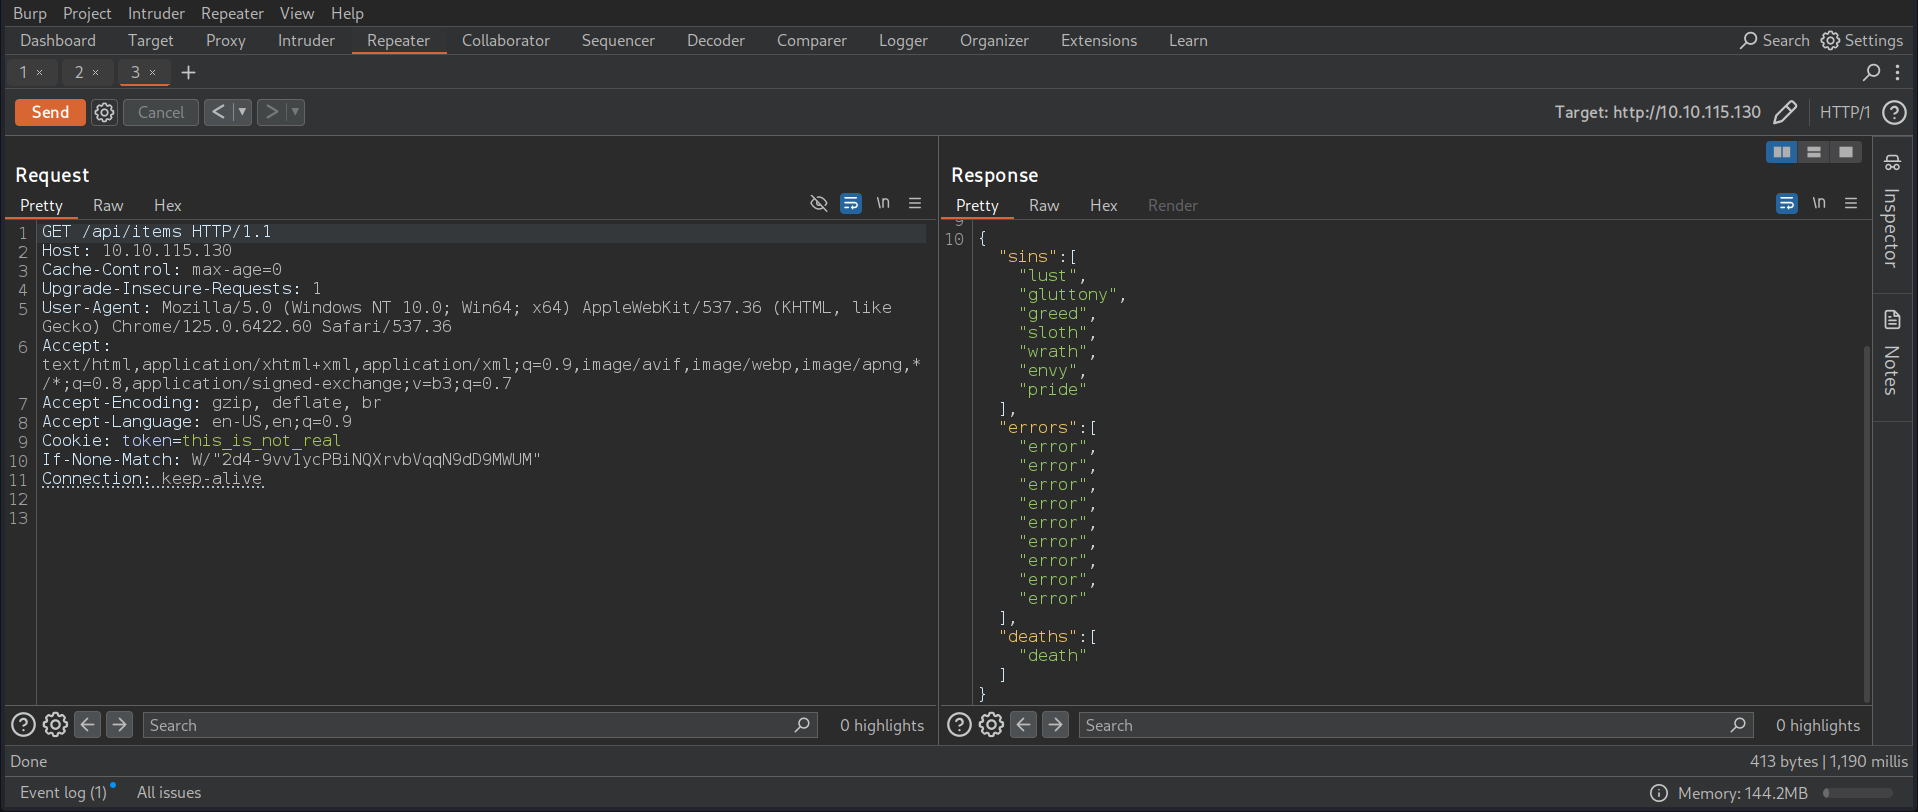 Burp Project Intruder Repeater View Help
Dashboard Target Proxy Intruder Repeater Collaborator Sequencer Decoder Comparer Logger Organizer Extensions Learn Search Settings
1 × 2 × 3 × +
Send Cancel < > Target: http://10.10.115.130 HTTP/1 ?
Request
Pretty Raw Hex \n
1 GET /api/items HTTP/1.1
2 Host: 10.10.115.130
3 Cache-Control: max-age=0
4 Upgrade-Insecure-Requests: 1
5 User-Agent: Mozilla/5.0 (Windows NT 10.0; Win64; x64) AppleWebKit/537.36 (KHTML, like
Gecko) Chrome/125.0.6422.60 Safari/537.36
6 Accept:
text/html,application/xhtml+xml,application/xml;q=0.9,image/avif,image/webp,image/apng,*
/*;q=0.8,application/signed-exchange;v=b3;q=0.7
7 Accept-Encoding: gzip, deflate, br
8 Accept-Language: en-US,en;q=0.9
9 Cookie: token=this_is_not_real
10 If-None-Match: W/"2d4-9vv1ycPBiNQXrvbVqqN9dD9MWUM"
11 Connection: keep-alive
12
13
? Search 0 highlights
Response
Pretty Raw Hex Render \n
9
10 {
"sins":[
"lust",
"gluttony",
"greed",
"sloth",
"wrath",
"envy",
"pride"
],
"errors":[
"error",
"error",
"error",
"error",
"error",
"error",
"error",
"error",
"error"
],
"deaths":[
"death"
]
}
? Search 0 highlights
Inspector
Notes
Done 413 bytes | 1,190 millis
Event log (1) All issues Memory: 144.2MB